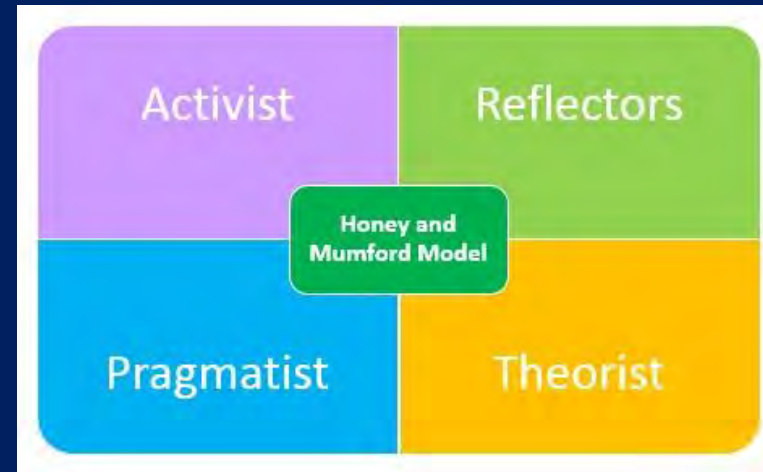 Activist
Reflectors
Honey and
Mumford Model
Pragmatist
Theorist